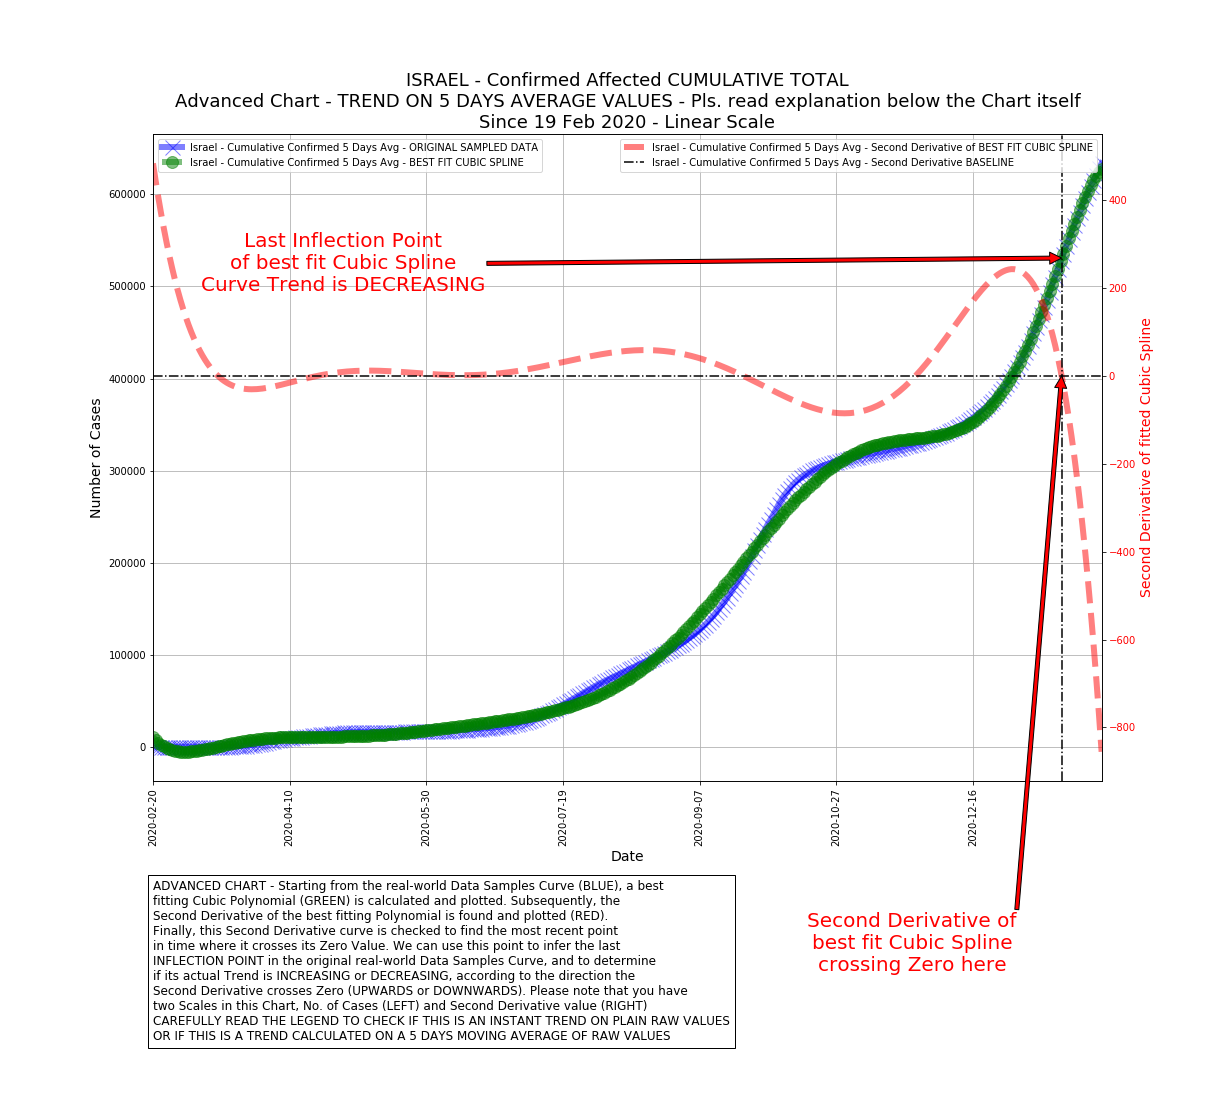 ISRAEL - Confirmed Affected CUMULATIVE TOTAL
Advanced Chart - TREND ON 5 DAYS AVERAGE VALUES - Pls. read explanation below the Chart itself
Since 19 Feb 2020 - Linear Scale
Israel - Cumulative Confirmed 5 Days Avg - ORIGINAL SAMPLED DATA
Israel - Cumulative Confirmed 5 Days Avg - BEST FIT CUBIC SPLINE
Israel - Cumulative Confirmed 5 Days Avg - Second Derivative of BEST FIT CUBIC SPLINE
Israel - Cumulative Confirmed 5 Days Avg - Second Derivative BASELINE
Last Inflection Point
of best fit Cubic Spline
Curve Trend is DECREASING
Number of Cases
600000
500000
400000
300000
200000
100000
0
400
200
0
−200
−400
−600
−800
Second Derivative of fitted Cubic Spline
2020-02-20
2020-04-10
2020-05-30
2020-07-19
2020-09-07
2020-10-27
2020-12-16
Date
ADVANCED CHART - Starting from the real-world Data Samples Curve (BLUE), a best
fitting Cubic Polynomial (GREEN) is calculated and plotted. Subsequently, the
Second Derivative of the best fitting Polynomial is found and plotted (RED).
Finally, this Second Derivative curve is checked to find the most recent point
in time where it crosses its Zero Value. We can use this point to infer the last
INFLECTION POINT in the original real-world Data Samples Curve, and to determine
if its actual Trend is INCREASING or DECREASING, according to the direction the
Second Derivative crosses Zero (UPWARDS or DOWNWARDS). Please note that you have
two Scales in this Chart, No. of Cases (LEFT) and Second Derivative value (RIGHT)
CAREFULLY READ THE LEGEND TO CHECK IF THIS IS AN INSTANT TREND ON PLAIN RAW VALUES
OR IF THIS IS A TREND CALCULATED ON A 5 DAYS MOVING AVERAGE OF RAW VALUES
Second Derivative of
best fit Cubic Spline
crossing Zero here